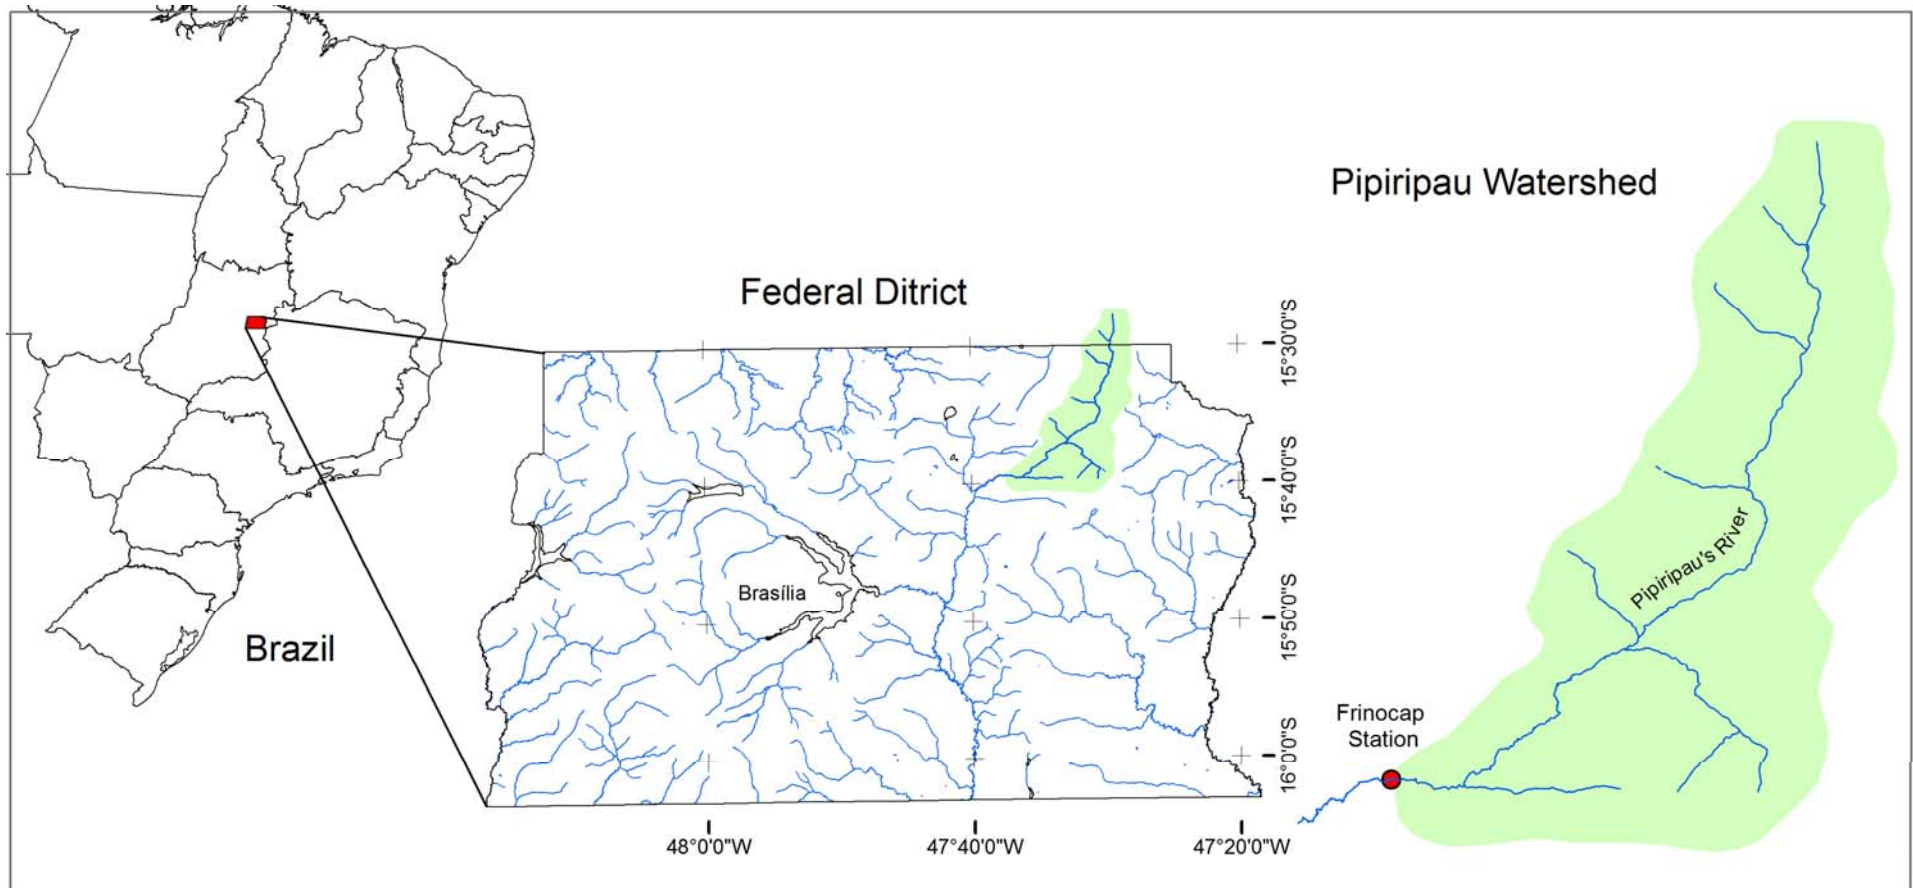 Pipiripau Watershed
Federal Ditrict
15°30'0"S
15°40'0"S
Pipiripau's River
Brasília
15°50'0"S
Brazil
Frinocap
Station
16°0'0"S
48°0'0"W
47°40'0"W
47°20'0"W